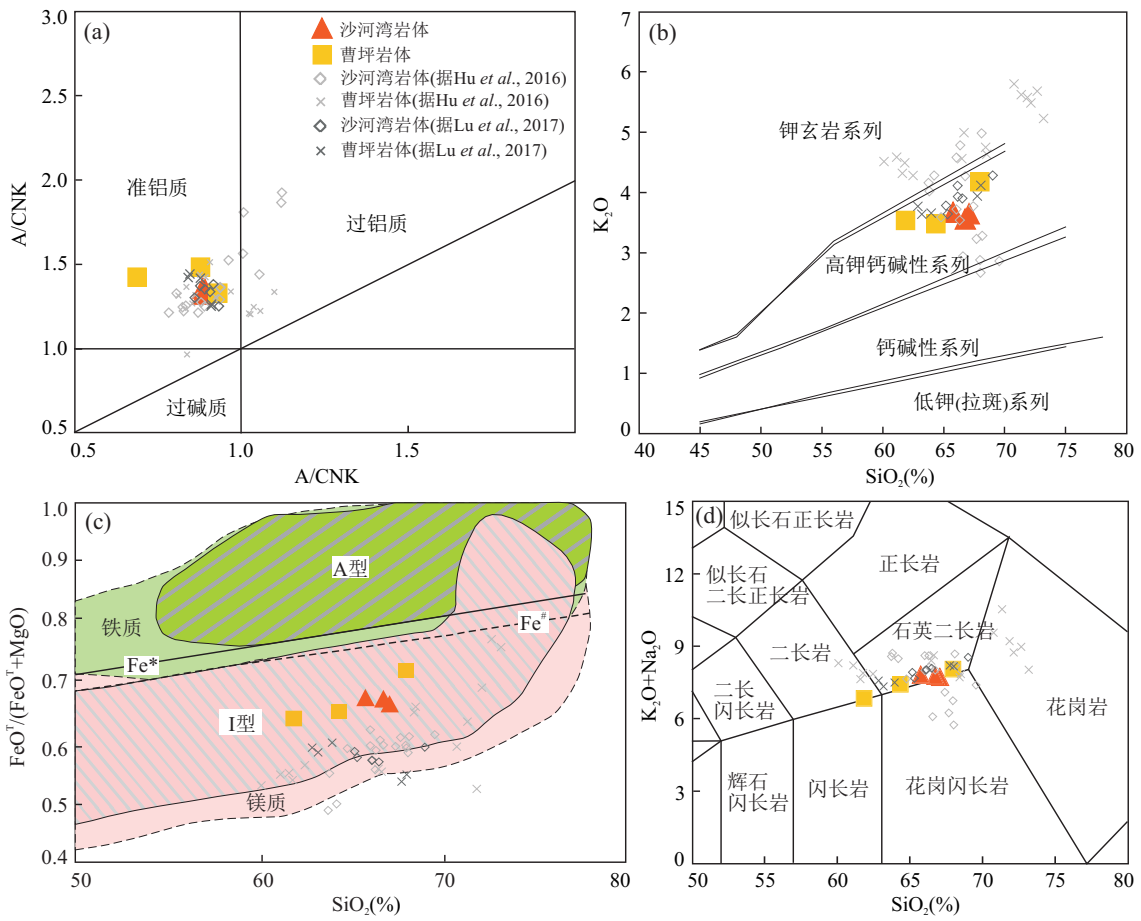 (a)
3.0
2.5
2.0
1.5
1.0
0.5
A/CNK
0.5
1.0
1.5
A/CNK
沙河湾岩体
曹坪岩体
沙河湾岩体(据Hu et al., 2016)
曹坪岩体(据Hu et al., 2016)
沙河湾岩体(据Lu et al., 2017)
曹坪岩体(据Lu et al., 2017)
准铝质
过铝质
过碱质
(b)
7
6
5
4
3
2
1
0
K₂O
40
50
60
70
80
SiO₂(%)
钾玄岩系列
高钾钙碱性系列
钙碱性系列
低钾(拉斑)系列
(c)
1.0
0.9
0.8
0.7
0.6
0.5
0.4
FeOᵀ/(FeOᵀ+MgO)
50
60
70
80
SiO₂(%)
A型
铁质
Fe*
Fe#
I型
镁质
(d)
15
12
9
6
3
0
K₂O+Na₂O
50
55
60
65
70
75
80
SiO₂(%)
似长石正长岩
正长岩
似长石
二长正长岩
石英二长岩
二长岩
二长
闪长岩
花岗岩
辉石
闪长岩
闪长岩
花岗闪长岩